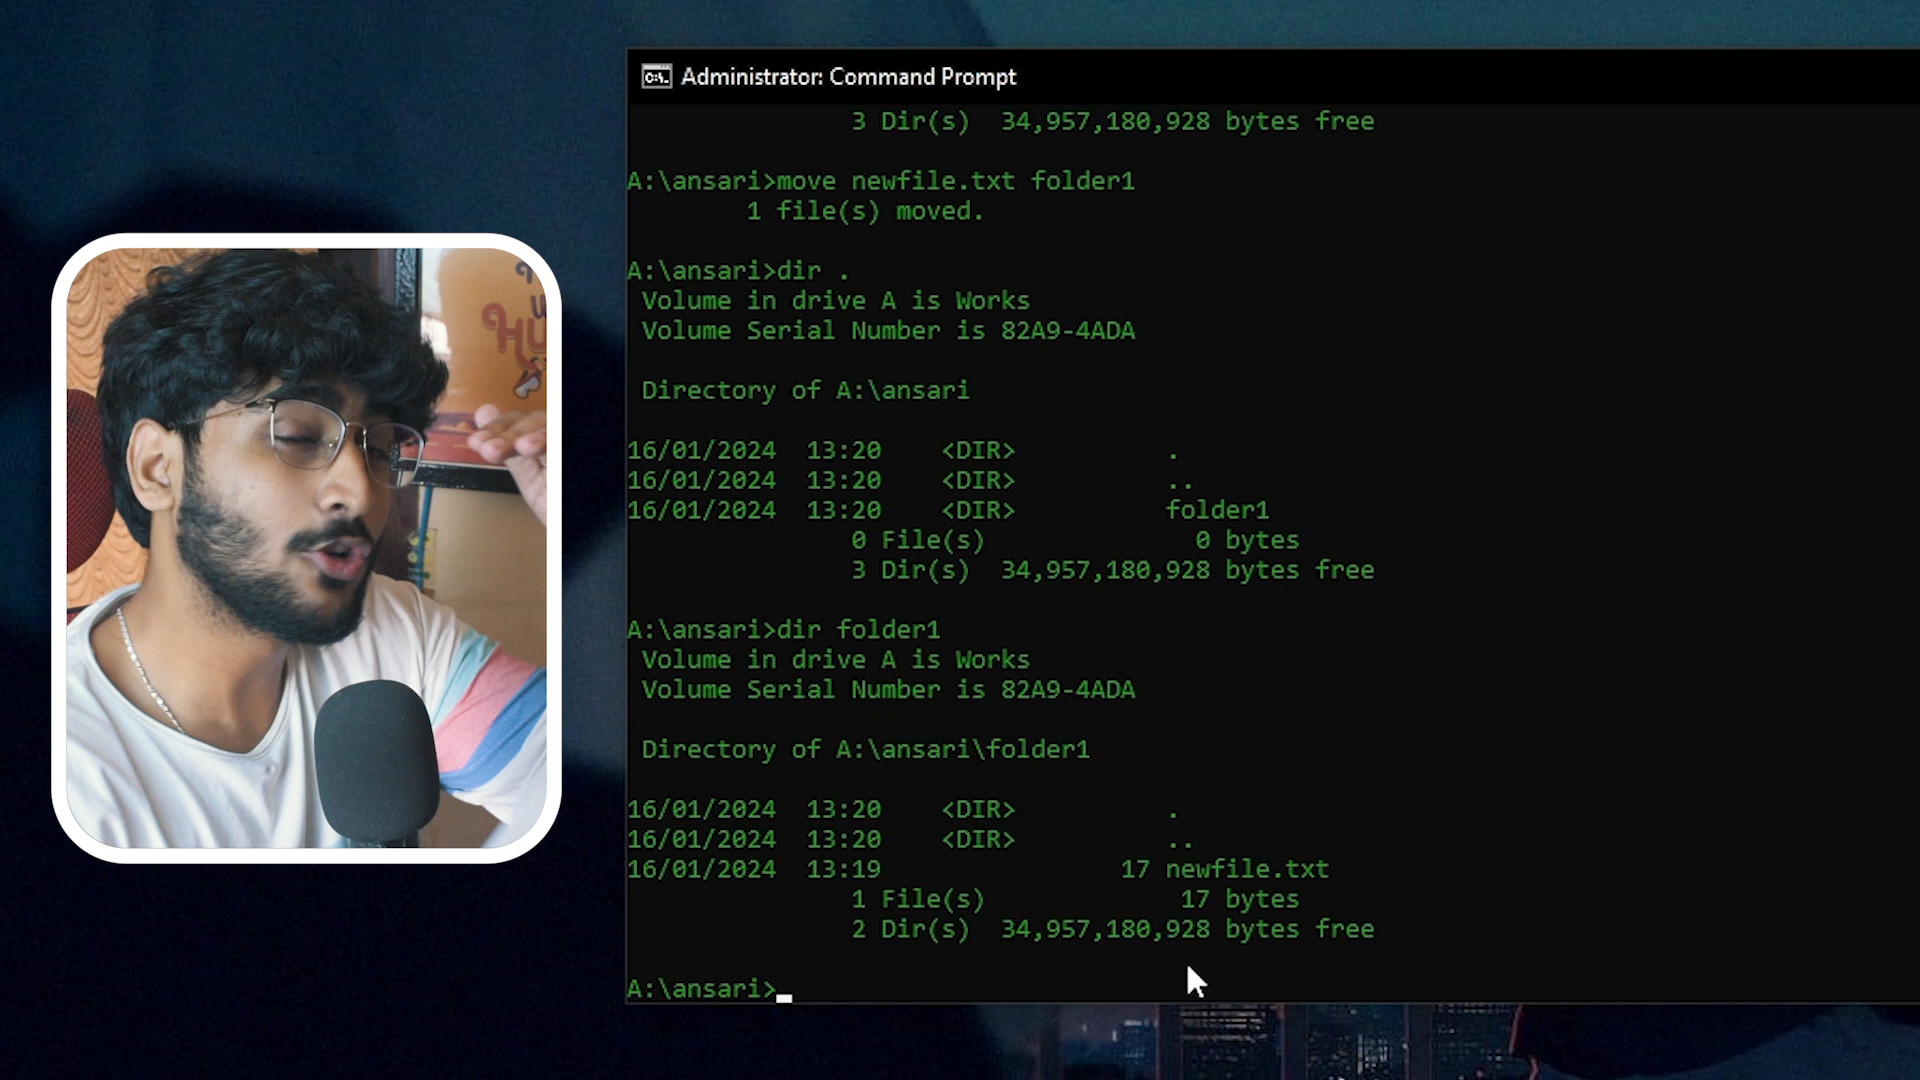 Administrator: Command Prompt
3 Dir(s) 34,957,180,928 bytes free
A:\ansari>move newfile.txt folder1
1 file(s) moved.
A:\ansari>dir .
Volume in drive A is Works
Volume Serial Number is 82A9-4ADA
Directory of A:\ansari
16/01/2024 13:20 <DIR> .
16/01/2024 13:20 <DIR> ..
16/01/2024 13:20 <DIR> folder1
0 File(s) 0 bytes
3 Dir(s) 34,957,180,928 bytes free
A:\ansari>dir folder1
Volume in drive A is Works
Volume Serial Number is 82A9-4ADA
Directory of A:\ansari\folder1
16/01/2024 13:20 <DIR> .
16/01/2024 13:20 <DIR> ..
16/01/2024 13:19 17 newfile.txt
1 File(s) 17 bytes
2 Dir(s) 34,957,180,928 bytes free
A:\ansari>